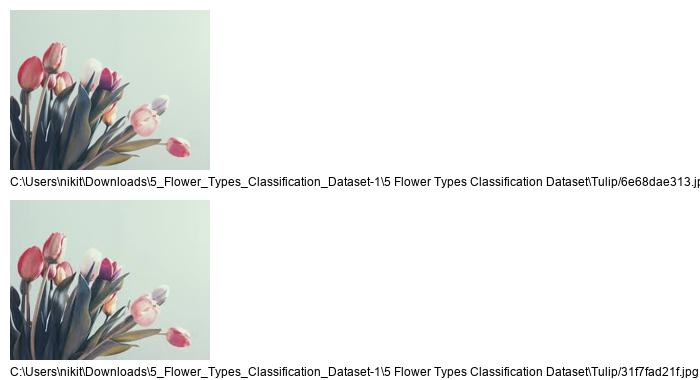 C:\Users\nikit\Downloads\5_Flower_Types_Classification_Dataset-1\5 Flower Types Classification Dataset\Tulip/6e68dae313.jp
C:\Users\nikit\Downloads\5_Flower_Types_Classification_Dataset-1\5 Flower Types Classification Dataset\Tulip/31f7fad21f.jpg